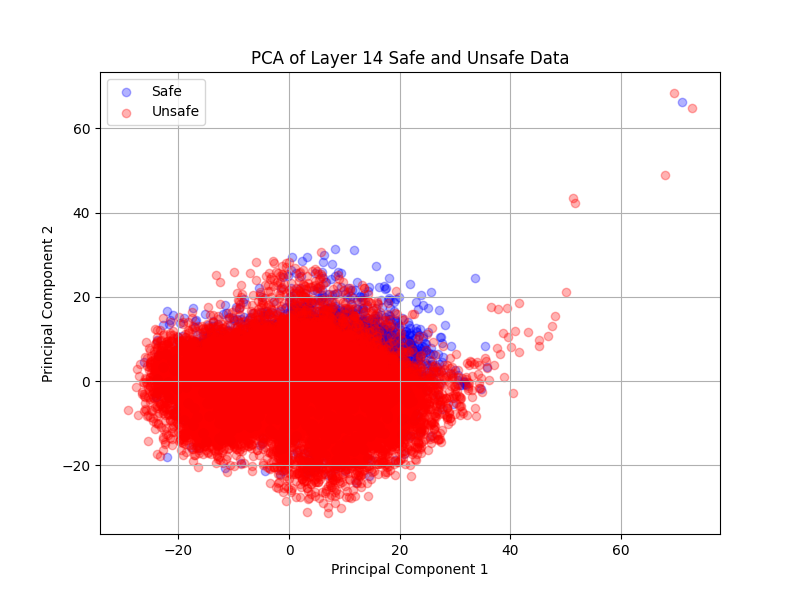 PCA of Layer 14 Safe and Unsafe Data
Safe
Unsafe
60
40
20
0
−20
Principal Component 2
−20 0 20 40 60
Principal Component 1